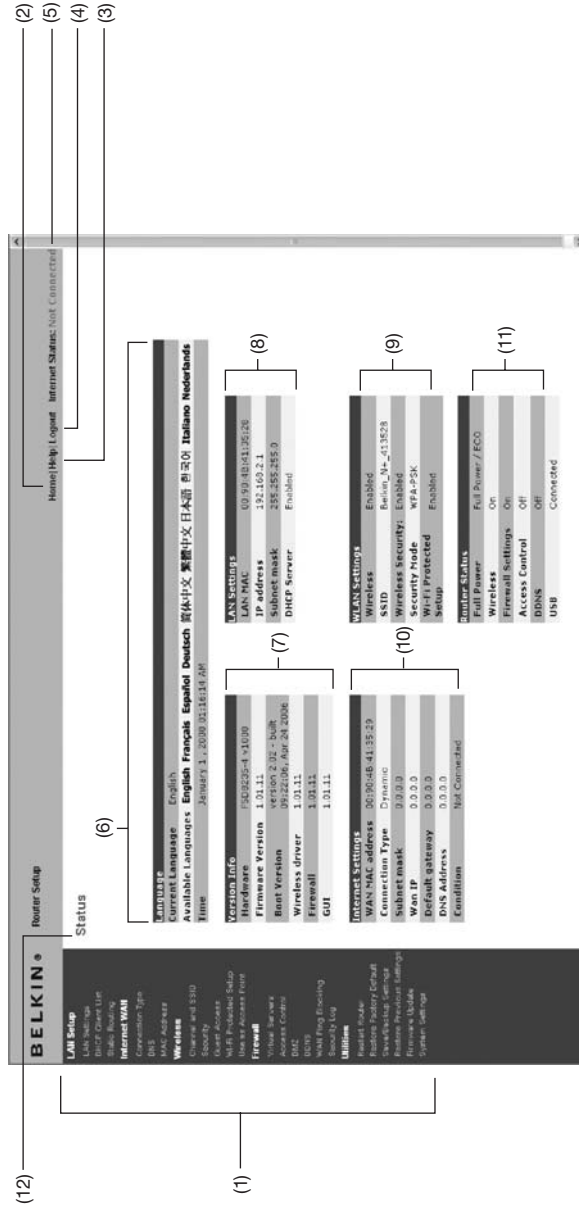 (2)
(5)
(4)
(3)
BELKIN®
Router Setup
Home|Help|Logout Internet Status: Not Connected
(12)
Status
(1)
LAN Setup
LAN Settings
DHCP Client List
Static Routing
Internet WAN
Connection Type
DNS
MAC Address
Wireless
Channel and SSID
Security
Guest Access
Wi-Fi Protected Setup
Use as Access Point
Firewall
Virtual Servers
Access Control
DMZ
DDNS
WAN Ping Blocking
Security Log
Utilities
Restart Router
Restore Factory Default
Save/Backup Settings
Restore Previous Settings
Firmware Update
System Settings
(6)
Language
Current Language English
Available Languages English Français Español Deutsch 简体中文 繁體中文 日本語 한국어 Italiano Nederlands
Time January 1, 2000 01:16:14 AM
(7)
Version Info
Hardware F5D8235-4 v1000
Firmware Version 1.01.11
Boot Version version 2.02 - built
09:22:06, Apr 24 2006
Wireless driver 1.01.11
Firewall 1.01.11
GUI 1.01.11
(8)
LAN Settings
LAN MAC 00:90:4B:41:35:28
IP address 192.168.2.1
Subnet mask 255.255.255.0
DHCP Server Enabled
(10)
Internet Settings
WAN MAC address 00:90:4B:41:35:29
Connection Type Dynamic
Subnet mask 0.0.0.0
Wan IP 0.0.0.0
Default gateway 0.0.0.0
DNS Address 0.0.0.0
Condition Not Connected
(9)
WLAN Settings
Wireless Enabled
SSID Belkin_N+_413528
Wireless Security: Enabled
Security Mode WPA-PSK
Wi-Fi Protected
Setup Enabled
(11)
Router Status
Full Power Full Power / ECO
Wireless On
Firewall Settings On
Access Control Off
DDNS Off
USB Connected